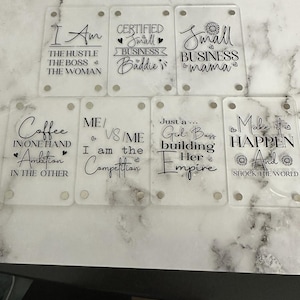 I Am
THE HUSTLE
THE BOSS
THE WOMAN
CERTIFIED
Small
BUSINESS
Baddie
Small
BUSINESS
mama
Coffee
IN ONE HAND
Ambition
IN THE OTHER
ME/
VS/ME
I am the
Competition
Just a
Girl Boss
building
Her
Empire
Make It
HAPPEN
And
SHOCK THE WORLD